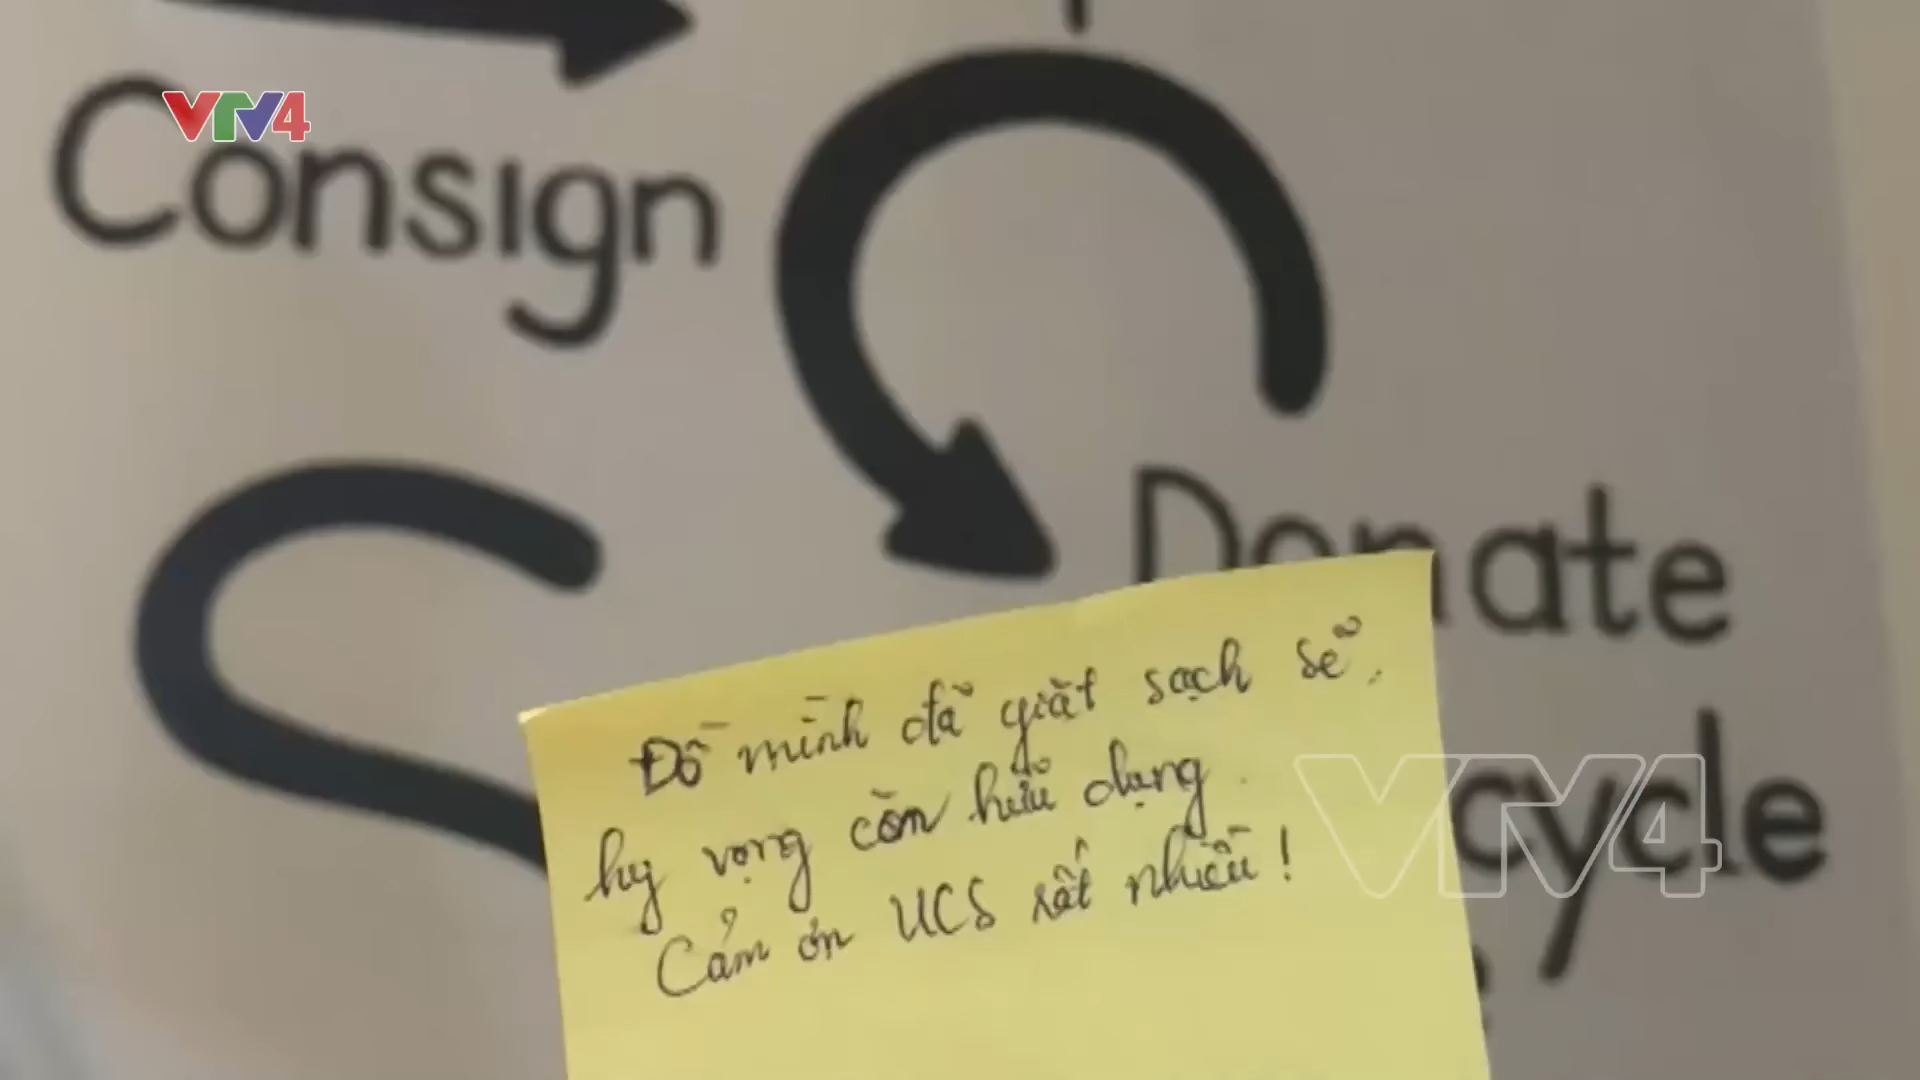 VTV4
Consign
Donate
cycle
Đồ mình đã giặt sạch sẽ.
hy vọng còn hữu dụng.
Cảm ơn UCS rất nhiều!
VTV4